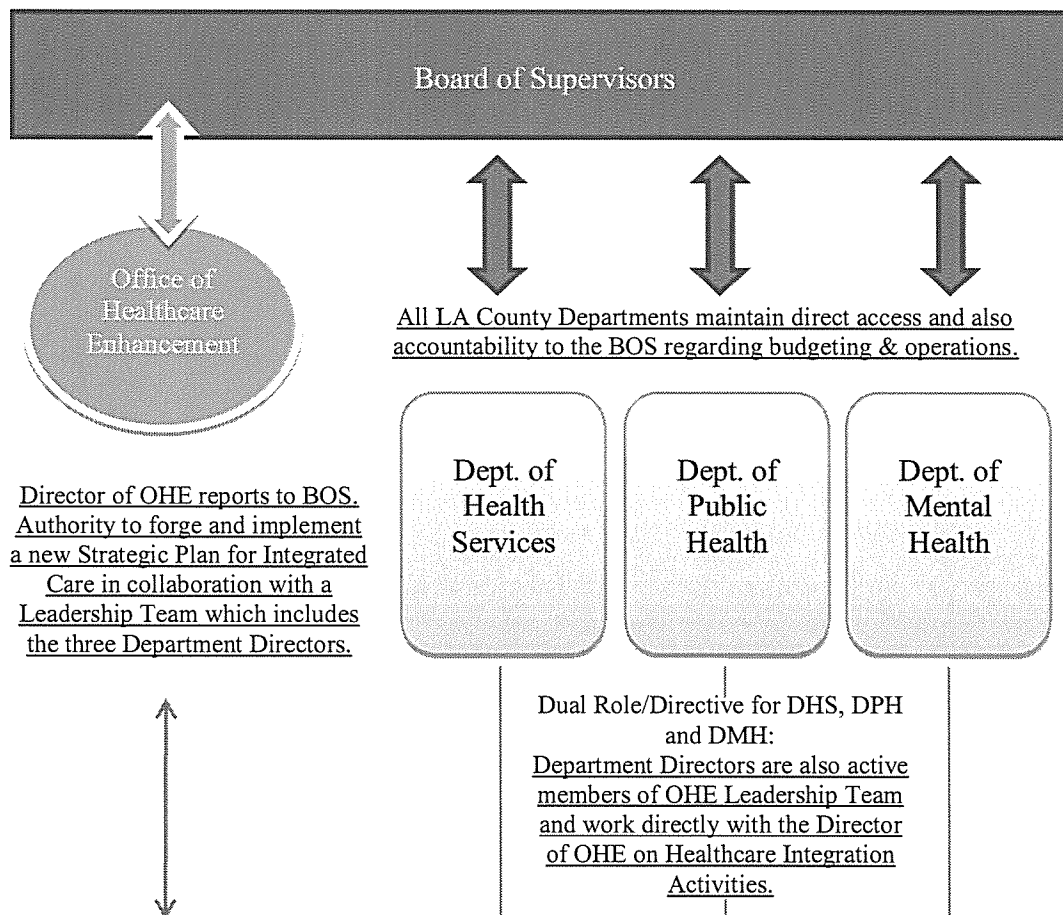 Board of Supervisors
Office of
Healthcare
Enhancement
All LA County Departments maintain direct access and also
accountability to the BOS regarding budgeting & operations.
Director of OHE reports to BOS.
Authority to forge and implement
a new Strategic Plan for Integrated
Care in collaboration with a
Leadership Team which includes
the three Department Directors.
Dept. of
Health
Services
Dept. of
Public
Health
Dept. of
Mental
Health
Dual Role/Directive for DHS, DPH
and DMH:
Department Directors are also active
members of OHE Leadership Team
and work directly with the Director
of OHE on Healthcare Integration
Activities.